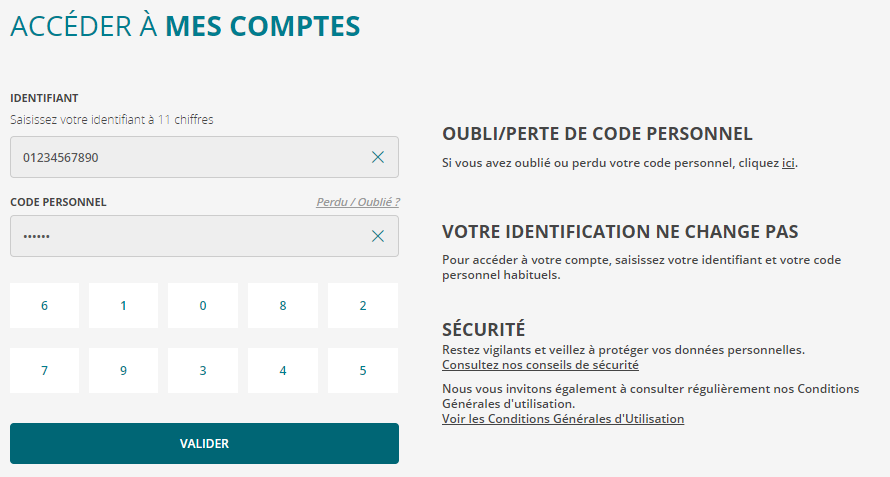 ACCÉDER À MES COMPTES
IDENTIFIANT
Saisissez votre identifiant à 11 chiffres
01234567890
CODE PERSONNEL
Perdu / Oublié ?
••••••
6 1 0 8 2
7 9 3 4 5
VALIDER
OUBLI/PERTE DE CODE PERSONNEL
Si vous avez oublié ou perdu votre code personnel, cliquez ici.
VOTRE IDENTIFICATION NE CHANGE PAS
Pour accéder à votre compte, saisissez votre identifiant et votre code
personnel habituels.
SÉCURITÉ
Restez vigilants et veillez à protéger vos données personnelles.
Consultez nos conseils de sécurité
Nous vous invitons également à consulter régulièrement nos Conditions
Générales d'utilisation.
Voir les Conditions Générales d'Utilisation